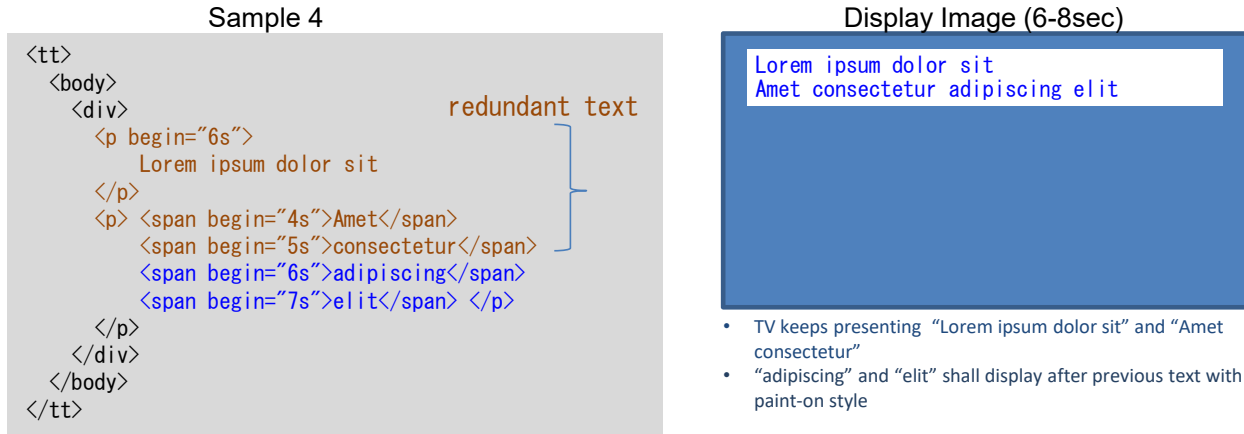 Sample 4
<tt>
<body>
<div>
redundant text
<p begin="6s">
Lorem ipsum dolor sit
</p>
<p> <span begin="4s">Amet</span>
<span begin="5s">consectetur</span>
<span begin="6s">adipiscing</span>
<span begin="7s">elit</span> </p>
</p>
</div>
</body>
</tt>
Display Image (6-8sec)
Lorem ipsum dolor sit
Amet consectetur adipiscing elit
• TV keeps presenting “Lorem ipsum dolor sit” and “Amet
consectetur”
• “adipiscing” and “elit” shall display after previous text with
paint-on style